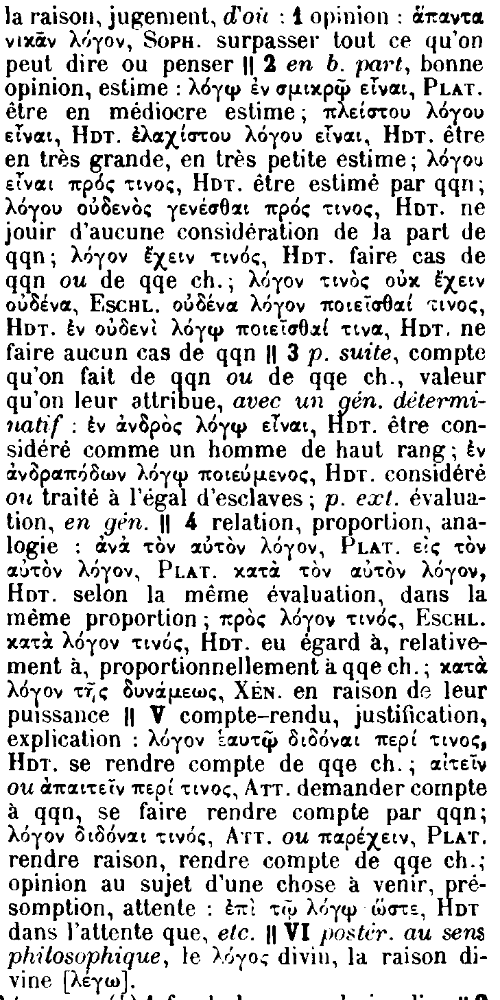 la raison, jugement, d'où : 1 opinion : ἅπαντα
νικᾶν λόγον, SOPH. surpasser tout ce qu'on
peut dire ou penser || 2 en b. part, bonne
opinion, estime : λόγῳ ἐν σμικρῷ εἶναι, PLAT.
être en médiocre estime ; πλείστου λόγου
εἶναι, HDT. ἐλαχίστου λόγου εἶναι, HDT. être
en très grande, en très petite estime ; λόγου
εἶναι πρός τινος, HDT. être estimé par qqn ;
λόγου οὐδενὸς γενέσθαι πρός τινος, HDT. ne
jouir d'aucune considération de la part de
qqn ; λόγον ἔχειν τινός, HDT. faire cas de
qqn ou de qqe ch. ; λόγον τινὸς οὐκ ἔχειν
οὐδένα, ESCHL. οὐδένα λόγον ποιεῖσθαί τινος,
HDT. ἐν οὐδενὶ λόγῳ ποιεῖσθαί τινα, HDT. ne
faire aucun cas de qqn || 3 p. suite, compte
qu'on fait de qqn ou de qqe ch., valeur
qu'on leur attribue, avec un gén. détermi-
natif : ἐν ἀνδρὸς λόγῳ εἶναι, HDT. être con-
sidéré comme un homme de haut rang ; ἐν
ἀνδραπόδων λόγῳ ποιεύμενος, HDT. considéré
ou traité à l'égal d'esclaves ; p. ext. évalua-
tion, en gén. || 4 relation, proportion, ana-
logie : ἀνὰ τὸν αὐτὸν λόγον, PLAT. εἰς τὸν
αὐτὸν λόγον, PLAT. κατὰ τὸν αὐτὸν λόγον,
HDT. selon la même évaluation, dans la
même proportion ; πρὸς λόγον τινός, ESCHL.
κατὰ λόγον τινός, HDT. eu égard à, relative-
ment à, proportionnellement à qqe ch. ; κατὰ
λόγον τῆς δυνάμεως, XÉN. en raison de leur
puissance || V compte-rendu, justification,
explication : λόγον ἑαυτῷ διδόναι περί τινος,
HDT. se rendre compte de qqe ch. ; αἰτεῖν
ou ἀπαιτεῖν περί τινος, ATT. demander compte
à qqn, se faire rendre compte par qqn ;
λόγον διδόναι τινός, ATT. ou παρέχειν, PLAT.
rendre raison, rendre compte de qqe ch. ;
opinion au sujet d'une chose à venir, pré-
somption, attente : ἐπὶ τῷ λόγῳ ὥστε, HDT
dans l'attente que, etc. || VI postér. au sens
philosophique, le λόγος divin, la raison di-
vine [λέγω].